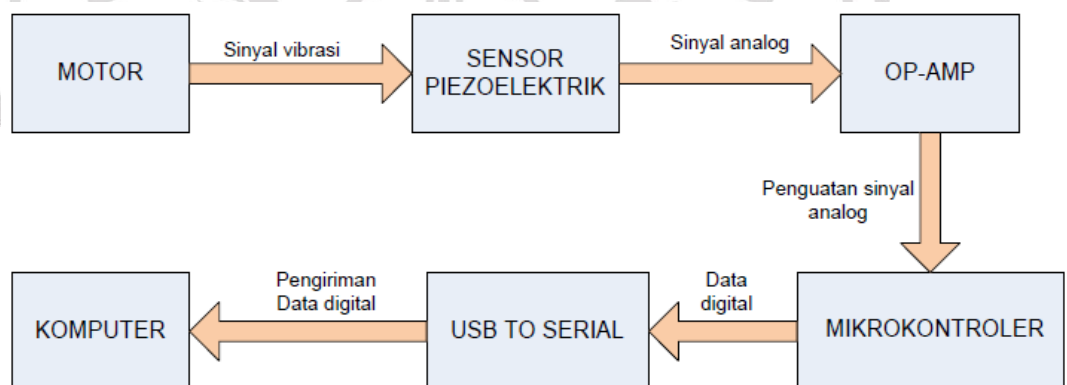 MOTOR
Sinyal vibrasi
SENSOR
PIEZOELEKTRIK
Sinyal analog
OP-AMP
Penguatan sinyal
analog
MIKROKONTROLER
Data
digital
USB TO SERIAL
Pengiriman
Data digital
KOMPUTER